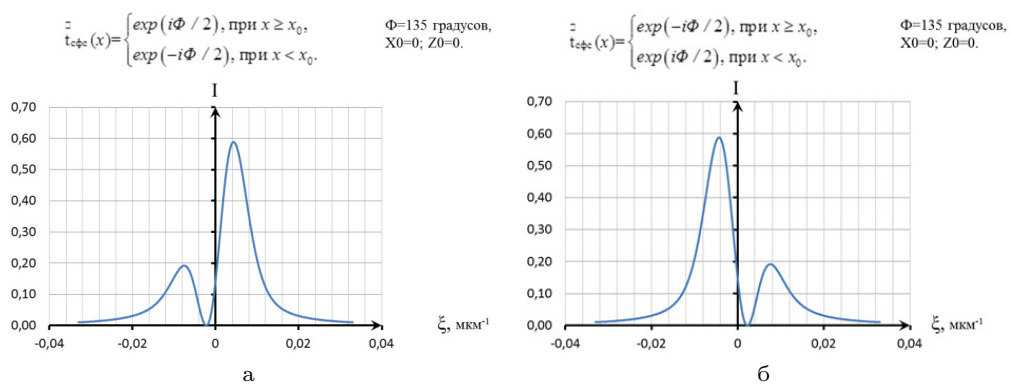 t̃ₑфс(x)= { exp(iΦ / 2), при x ≥ x₀,
exp(−iΦ / 2), при x < x₀.
Ф=135 градусов,
X0=0; Z0=0.
I
0,70
0,60
0,50
0,40
0,30
0,20
0,10
0,00
-0,04
-0,02
0
0,02
0,04
ξ, мкм⁻¹
а
t̃ₑфс(x)= { exp(−iΦ / 2), при x ≥ x₀,
exp(iΦ / 2), при x < x₀.
Ф=135 градусов,
X0=0; Z0=0.
I
0,70
0,60
0,50
0,40
0,30
0,20
0,10
0,00
-0,04
-0,02
0
0,02
0,04
ξ, мкм⁻¹
б